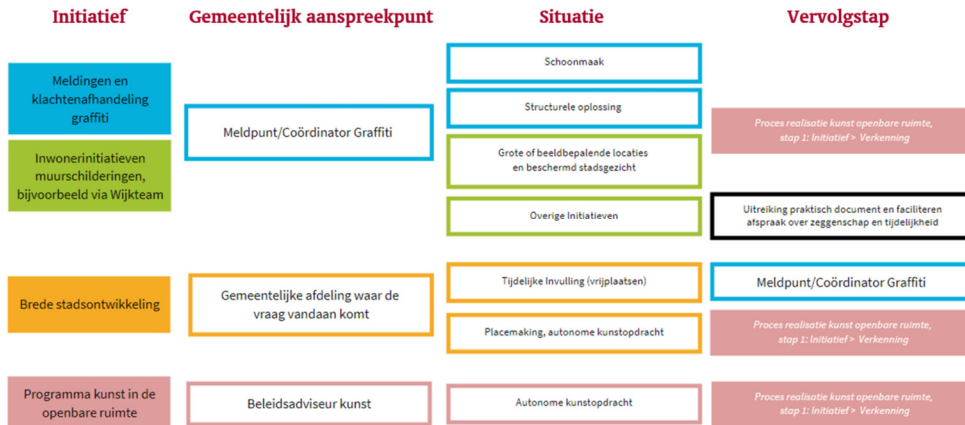 Initiatief
Gemeentelijk aanspreekpunt
Situatie
Vervolgstap
Meldingen en
klachtenafhandeling
graffiti
Inwonerinitiatieven
muurschilderingen,
bijvoorbeeld via Wijkteam
Meldpunt/Coördinator Graffiti
Schoonmaak
Structurele oplossing
Grote of beeldbepalende locaties
en beschermd stadsgezicht
Overige Initiatieven
Proces realisatie kunst openbare ruimte,
stap 1: Initiatief > Verkenning
Uitreiking praktisch document en faciliteren
afspraak over zeggenschap en tijdelijkheid
Brede stadsontwikkeling
Gemeentelijke afdeling waar de
vraag vandaan komt
Tijdelijke Invulling (vrijplaatsen)
Placemaking, autonome kunstopdracht
Meldpunt/Coördinator Graffiti
Proces realisatie kunst openbare ruimte,
stap 1: Initiatief > Verkenning
Programma kunst in de
openbare ruimte
Beleidsadviseur kunst
Autonome kunstopdracht
Proces realisatie kunst openbare ruimte,
stap 1: Initiatief > Verkenning